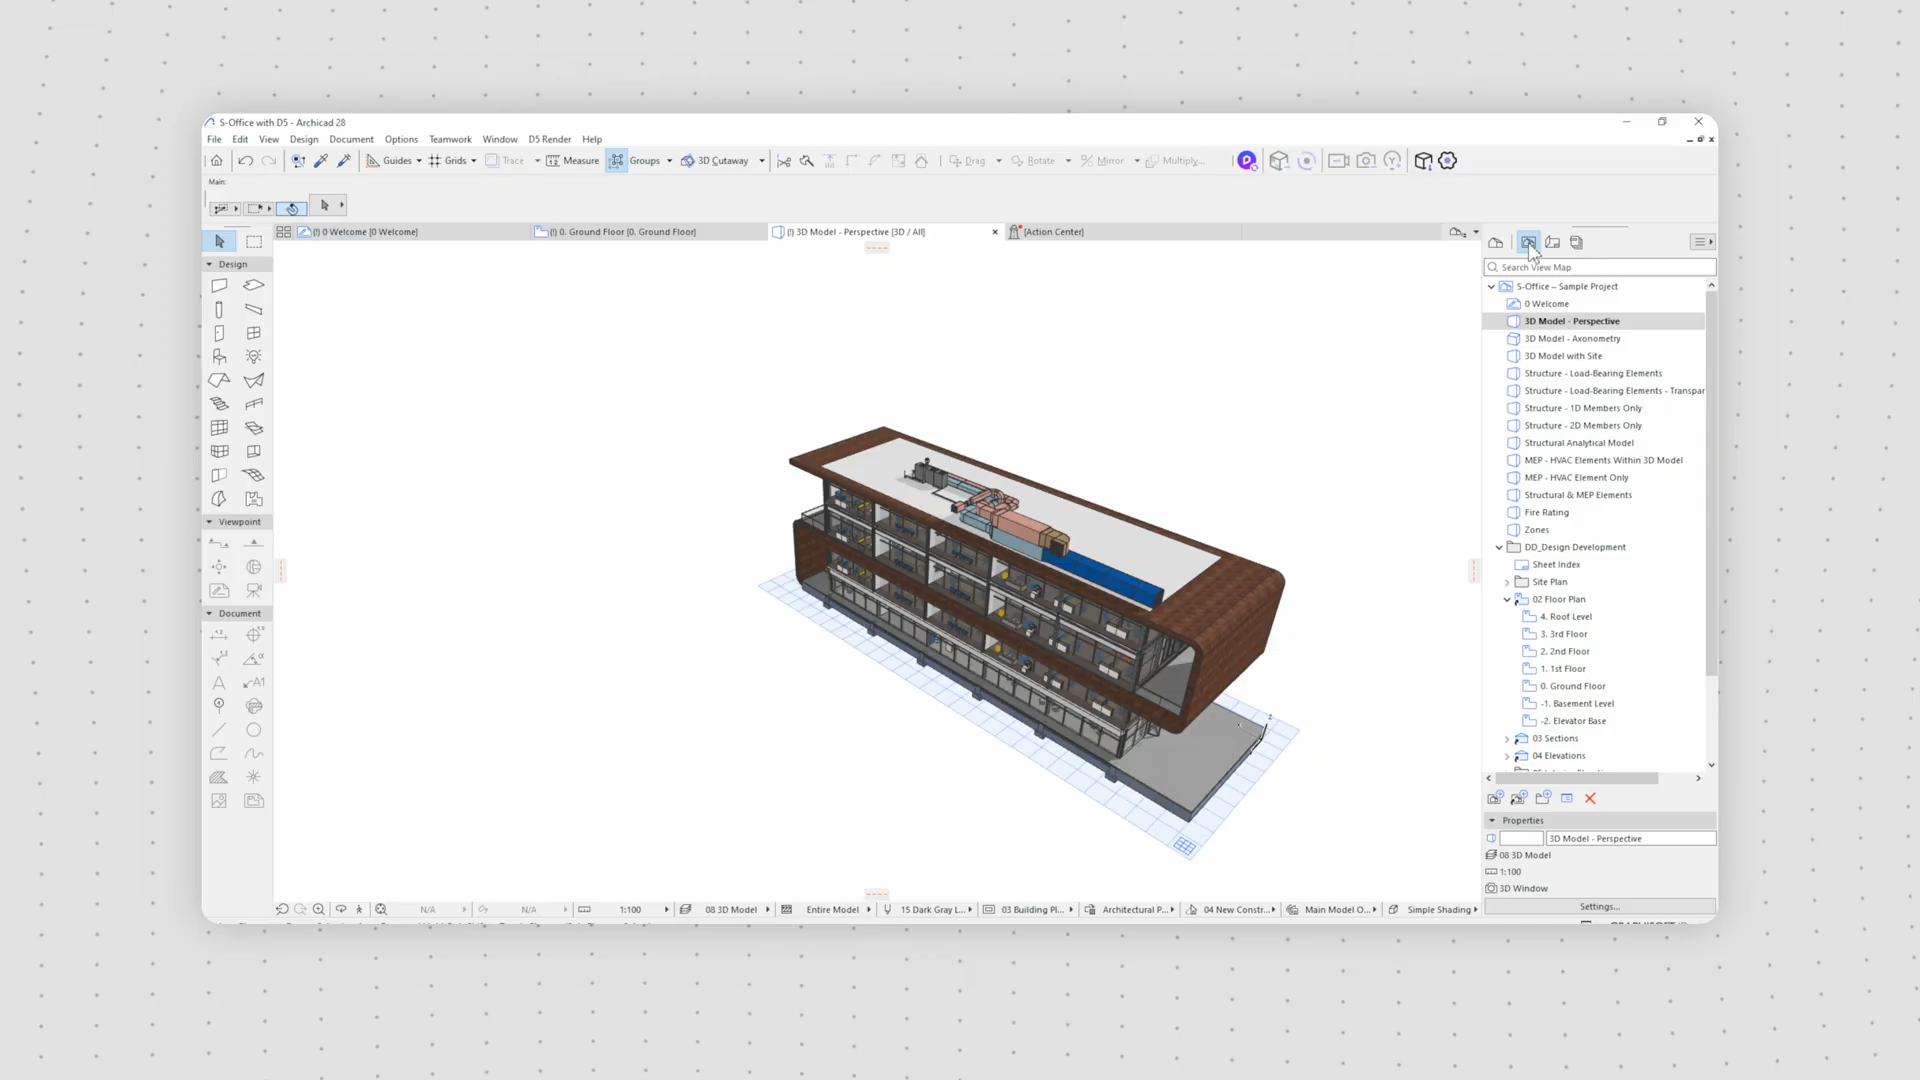 S-Office with D5 - Archicad 28
File Edit View Design Document Options Teamwork Window D5 Render Help
Guides Grids Trace Measure Groups 3D Cutaway Drag Rotate Mirror Multiply...
Main:
(!) 0 Welcome [0 Welcome] (!) 0. Ground Floor [0. Ground Floor] (!) 3D Model - Perspective [3D / All] [Action Center]
Design
Viewpoint
Document
Search View Map
S-Office – Sample Project
0 Welcome
3D Model - Perspective
3D Model - Axonometry
3D Model with Site
Structure - Load-Bearing Elements
Structure - Load-Bearing Elements - Transpar
Structure - 1D Members Only
Structure - 2D Members Only
Structural Analytical Model
MEP - HVAC Elements Within 3D Model
MEP - HVAC Element Only
Structural & MEP Elements
Fire Rating
Zones
DD_Design Development
Sheet Index
Site Plan
02 Floor Plan
4. Roof Level
3. 3rd Floor
2. 2nd Floor
1. 1st Floor
0. Ground Floor
-1. Basement Level
-2. Elevator Base
03 Sections
04 Elevations
Properties
3D Model - Perspective
08 3D Model
1:100
3D Window
Settings...
N/A N/A 1:100 08 3D Model Entire Model 15 Dark Gray L... 03 Building Pl... Architectural P... 04 New Constr... Main Model O... Simple Shading